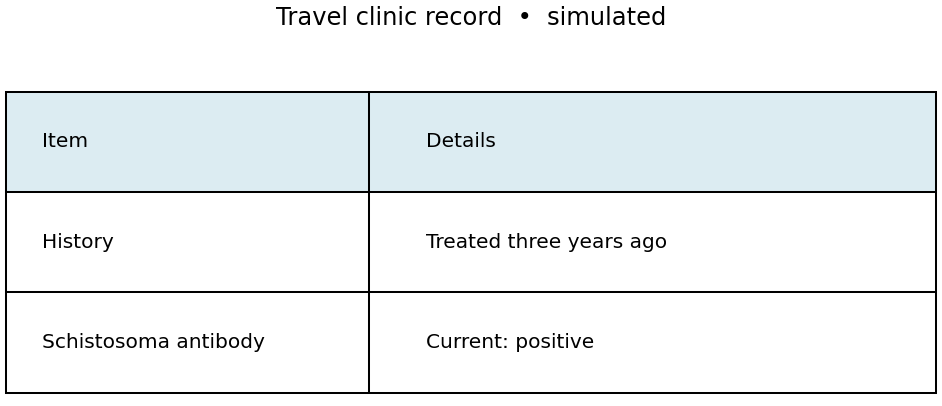 Travel clinic record • simulated
Item Details
History Treated three years ago
Schistosoma antibody Current: positive